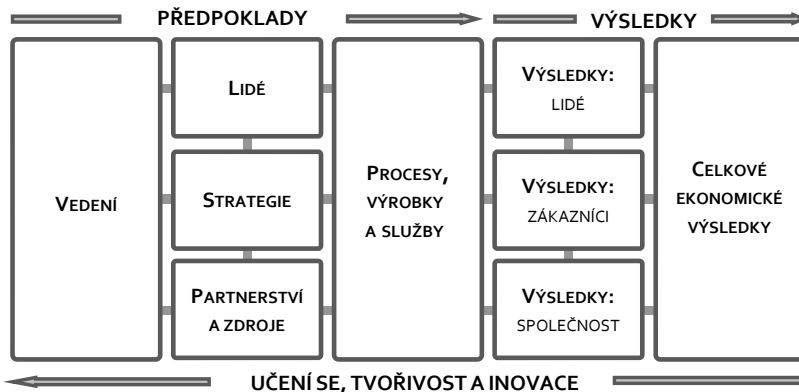 PŘEDPOKLADY
VÝSLEDKY
VEDENÍ
LIDÉ
STRATEGIE
PARTNERSTVÍ
A ZDROJE
PROCESY,
VÝROBKY
A SLUŽBY
VÝSLEDKY:
LIDÉ
VÝSLEDKY:
ZÁKAZNÍCI
VÝSLEDKY:
SPOLEČNOST
CELKOVÉ
EKONOMICKÉ
VÝSLEDKY
UČENÍ SE, TVOŘIVOST A INOVACE